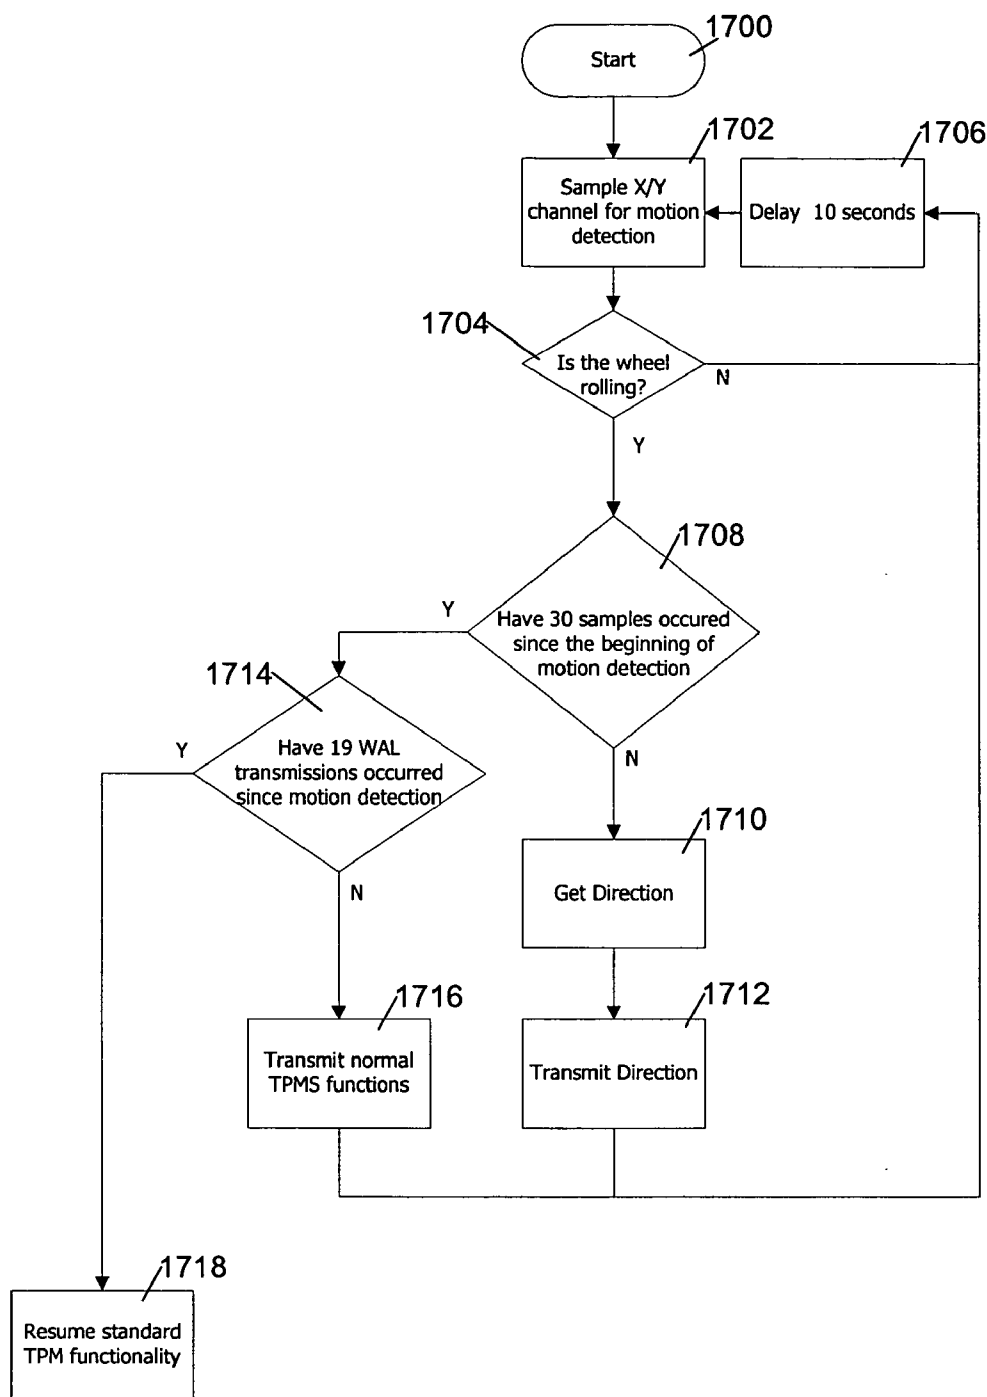 1700
Start
1702
1706
Sample X/Y
channel for motion
detection
Delay 10 seconds
1704
Is the wheel
rolling?
N
Y
1708
Y
Have 30 samples occured
since the beginning of
motion detection
1714
Y
Have 19 WAL
transmissions occurred
since motion detection
N
1710
N
Get Direction
1716
1712
Transmit normal
TPMS functions
Transmit Direction
1718
Resume standard
TPM functionality